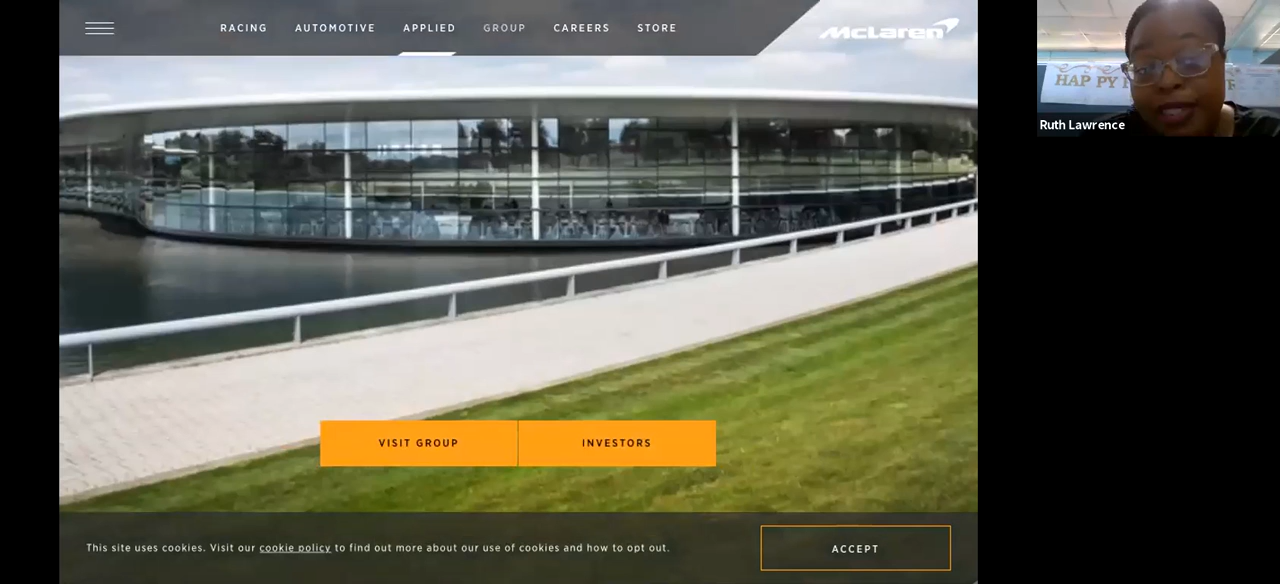 RACING AUTOMOTIVE APPLIED GROUP CAREERS STORE
McLaren
HAPPY
Ruth Lawrence
VISIT GROUP INVESTORS
This site uses cookies. Visit our cookie policy to find out more about our use of cookies and how to opt out.
ACCEPT